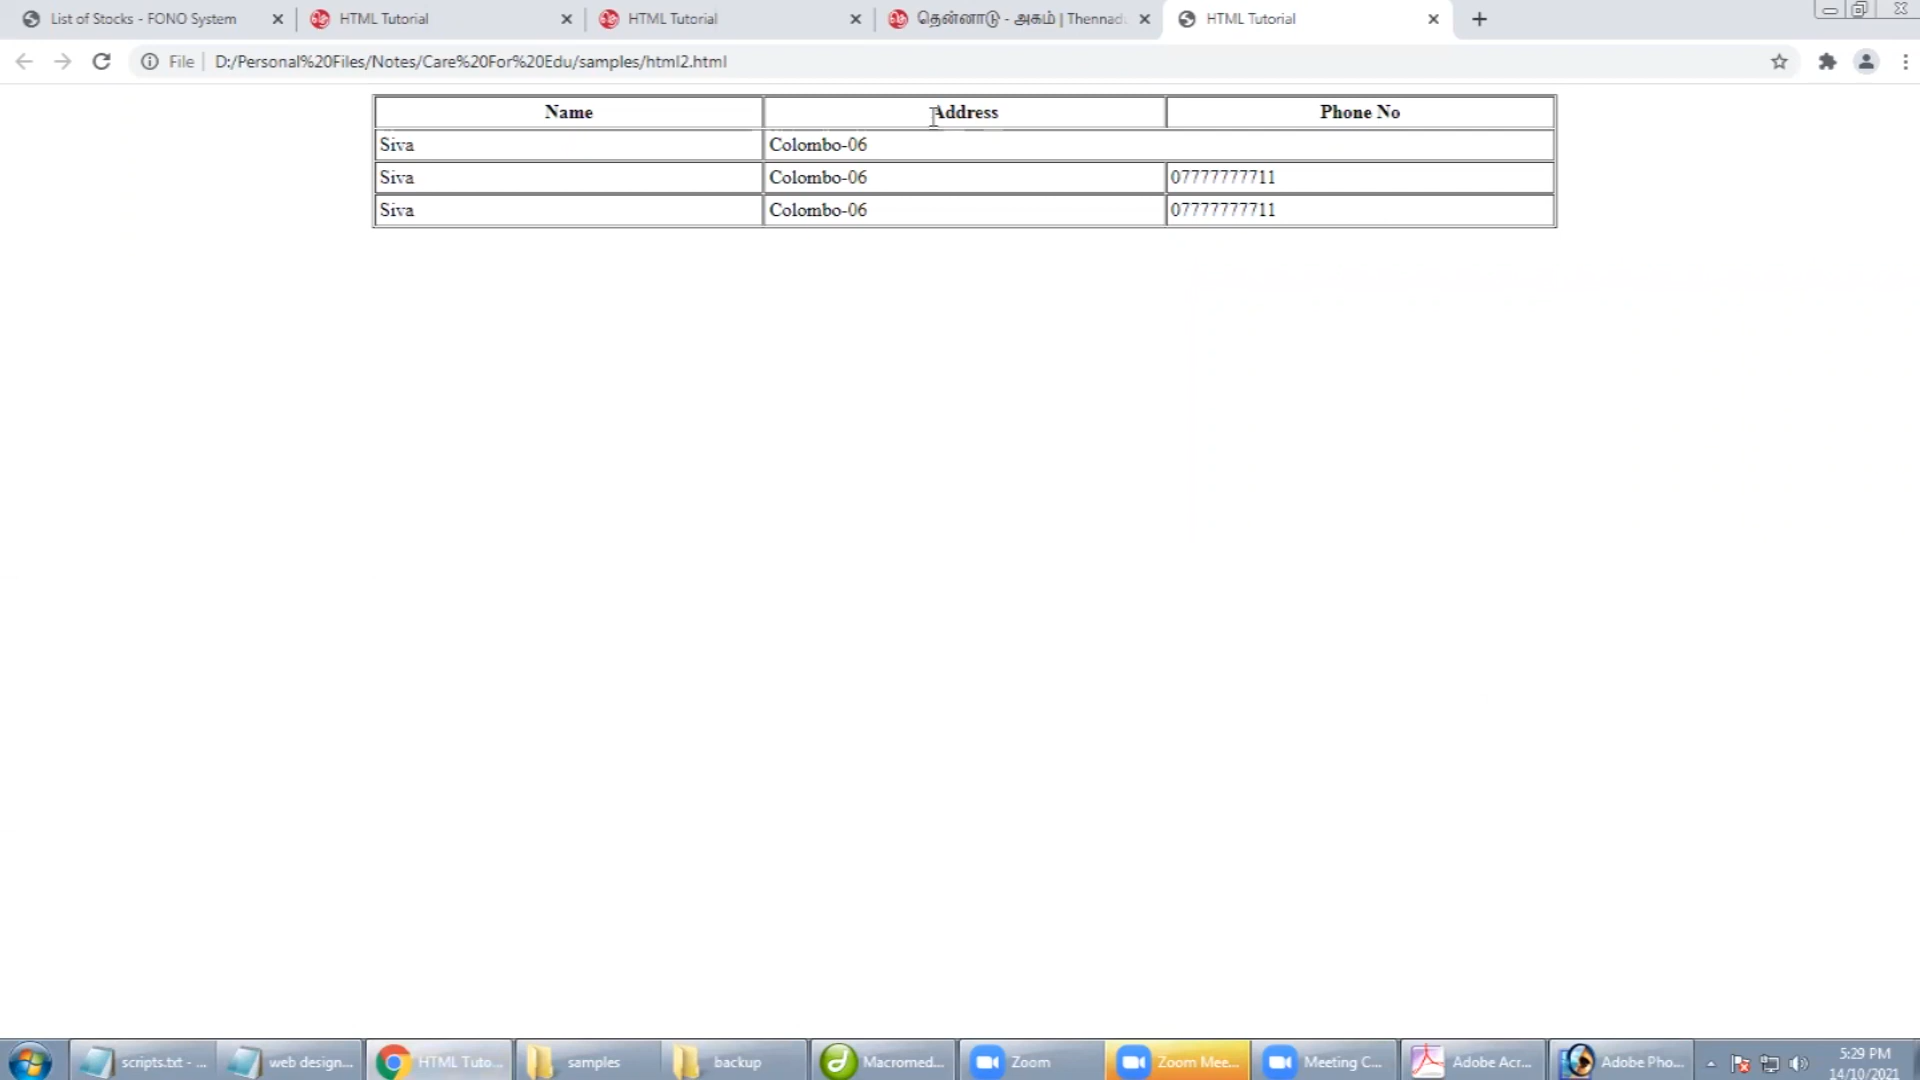 List of Stocks - FONO System
HTML Tutorial
HTML Tutorial
தென்னாடு - அகம் | Thennad
HTML Tutorial
File
D:/Personal%20Files/Notes/Care%20For%20Edu/samples/html2.html
Name Address Phone No
Siva Colombo-06
Siva Colombo-06 07777777711
Siva Colombo-06 07777777711
scripts.txt - ...
web design...
HTML Tuto...
samples
backup
Macromed...
Zoom
Zoom Mee...
Meeting C...
Adobe Acr...
Adobe Pho...
5:29 PM
14/10/2021